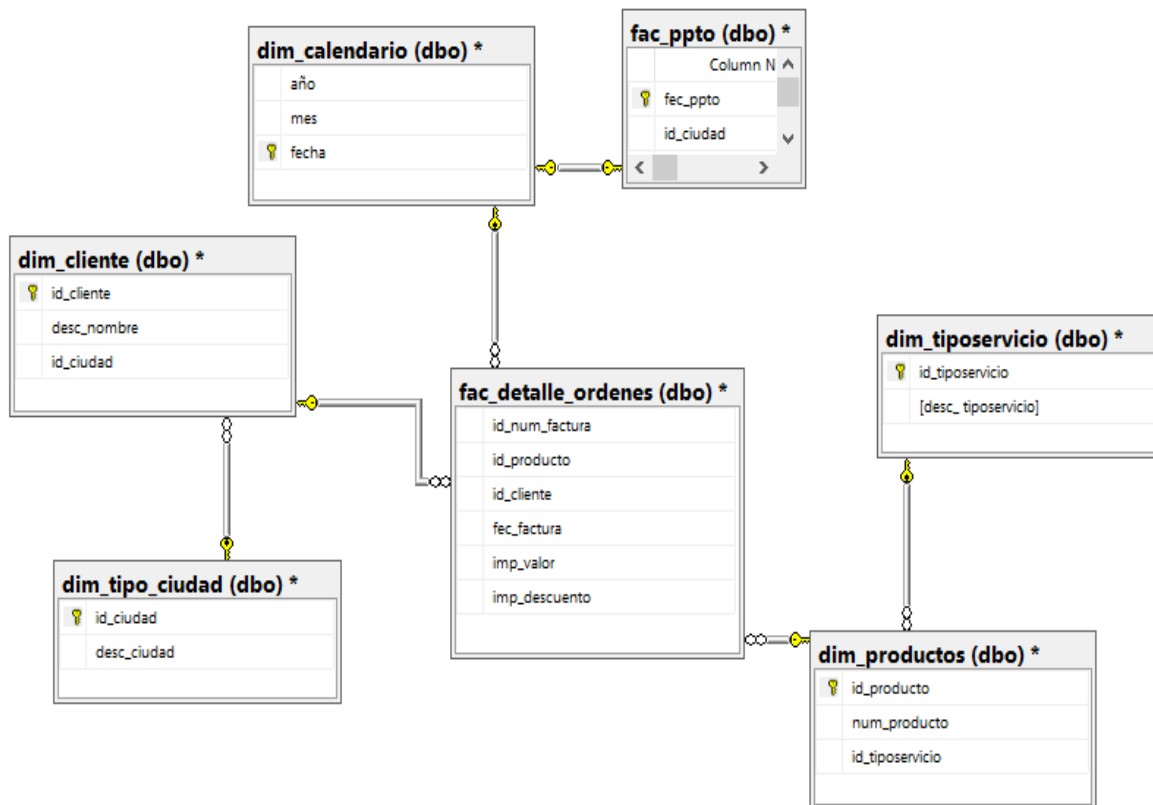 dim_calendario (dbo) *
año
mes
fecha
fac_ppto (dbo) *
Column N
fec_ppto
id_ciudad
dim_cliente (dbo) *
id_cliente
desc_nombre
id_ciudad
dim_tiposervicio (dbo) *
id_tiposervicio
[desc_ tiposervicio]
fac_detalle_ordenes (dbo) *
id_num_factura
id_producto
id_cliente
fec_factura
imp_valor
imp_descuento
dim_tipo_ciudad (dbo) *
id_ciudad
desc_ciudad
dim_productos (dbo) *
id_producto
num_producto
id_tiposervicio